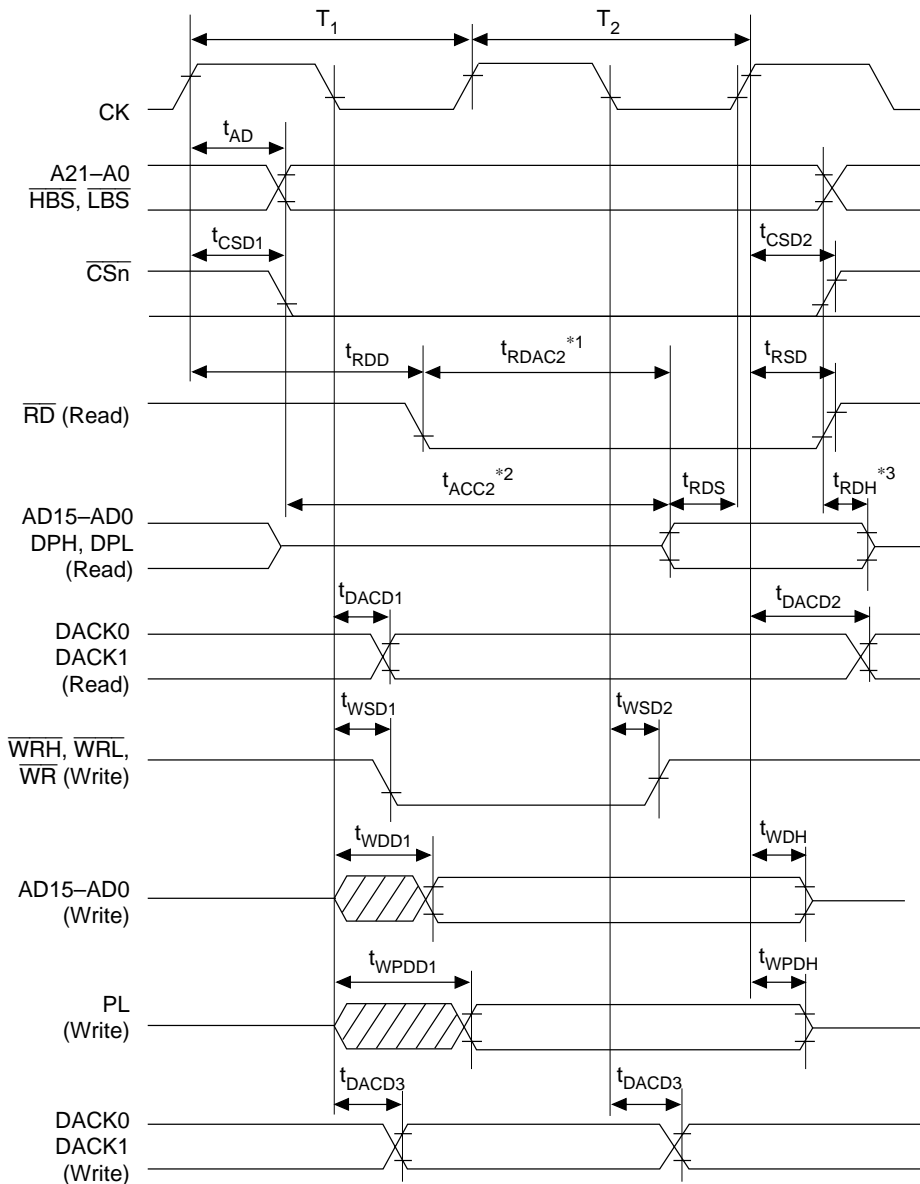 T1 T2
CK
tAD
A21–A0
HBS, LBS
tCSD1 tCSD2
CSn
tRDD tRDAC2*1 tRSD
RD (Read)
tACC2*2 tRDS tRDH*3
AD15–AD0
DPH, DPL
(Read)
tDACD1 tDACD2
DACK0
DACK1
(Read)
tWSD1 tWSD2
WRH, WRL,
WR (Write)
tWDD1 tWDH
AD15–AD0
(Write)
tWPDD1 tWPDH
PL
(Write)
tDACD3 tDACD3
DACK0
DACK1
(Write)